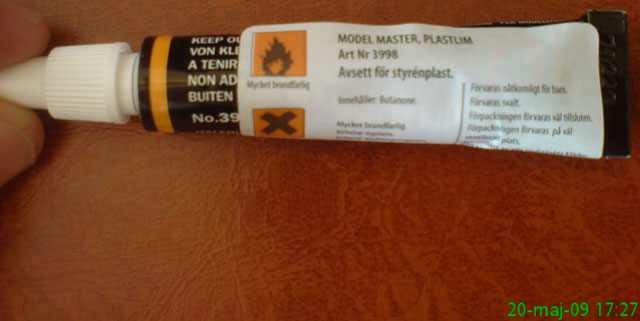 KEEP OU
VON KLE
A TENIR
NON AD
BUITEN
No.39
Mycket brandfarlig
MODEL MASTER, PLASTLIM
Art Nr 3998
Avsett för styrénplast.
Innehåller: Butanone.
Mycket brandfarlig.
Förvaras oåtkomligt för barn.
Förvaras svalt.
Förpackningen förvaras väl tillsluten.
Förpackningen förvaras på väl
plats.
20-maj-09 17:27